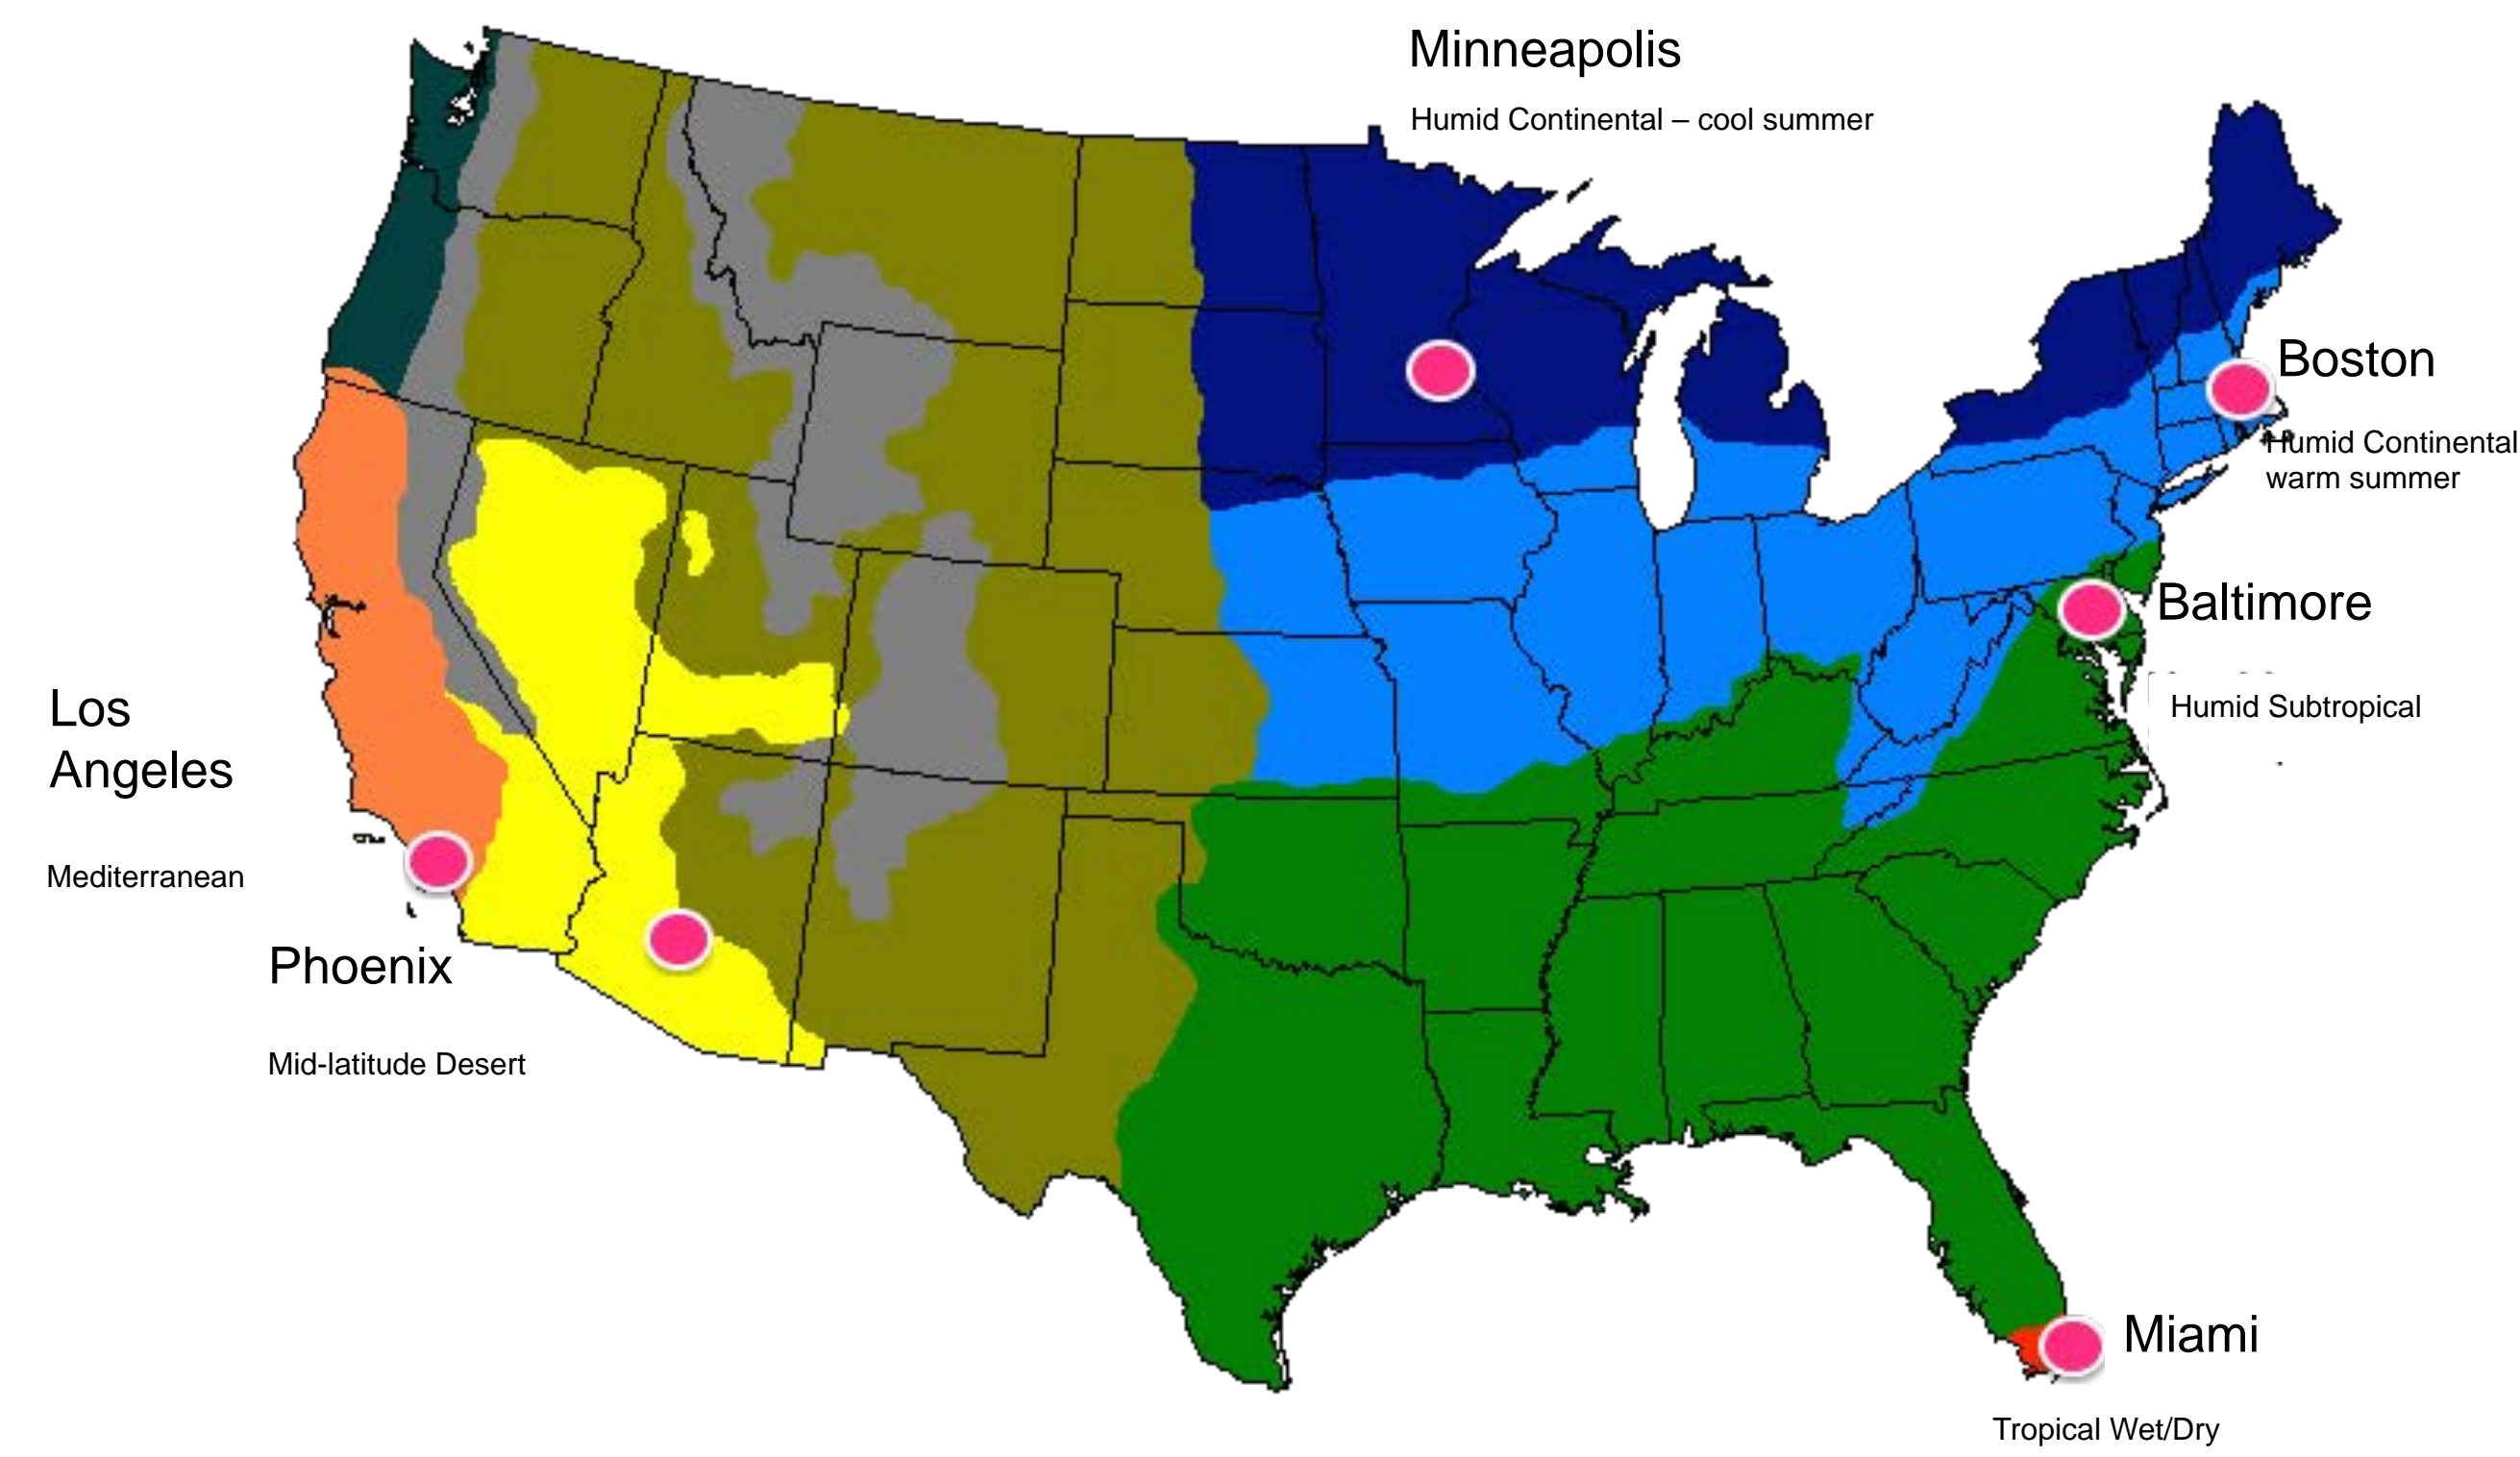 Minneapolis
Humid Continental – cool summer
Boston
Humid Continental
warm summer
Baltimore
Humid Subtropical
Los
Angeles
Mediterranean
Phoenix
Mid-latitude Desert
Miami
Tropical Wet/Dry